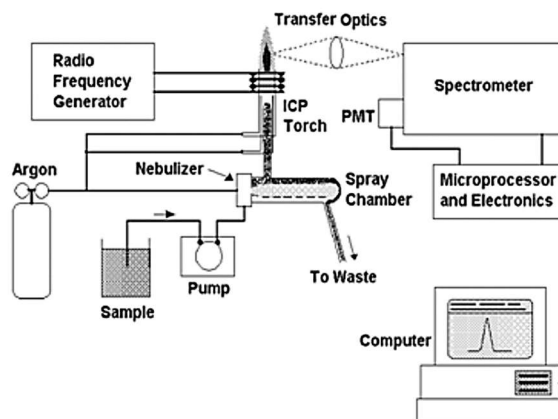 Transfer Optics
Radio
Frequency
Generator
ICP
Torch
Spectrometer
PMT
Nebulizer
Argon
Spray
Chamber
Microprocessor
and Electronics
Pump
Sample
To Waste
Computer